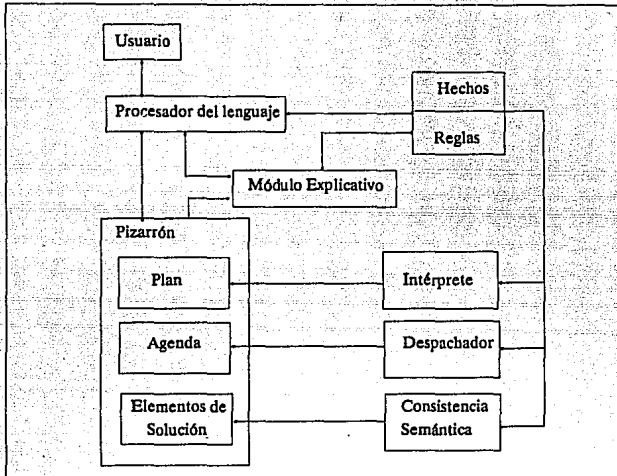 Usuario
Procesador del lenguaje
Hechos
Reglas
Módulo Explicativo
Pizarrón
Plan
Intérprete
Agenda
Despachador
Elementos de
Solución
Consistencia
Semántica